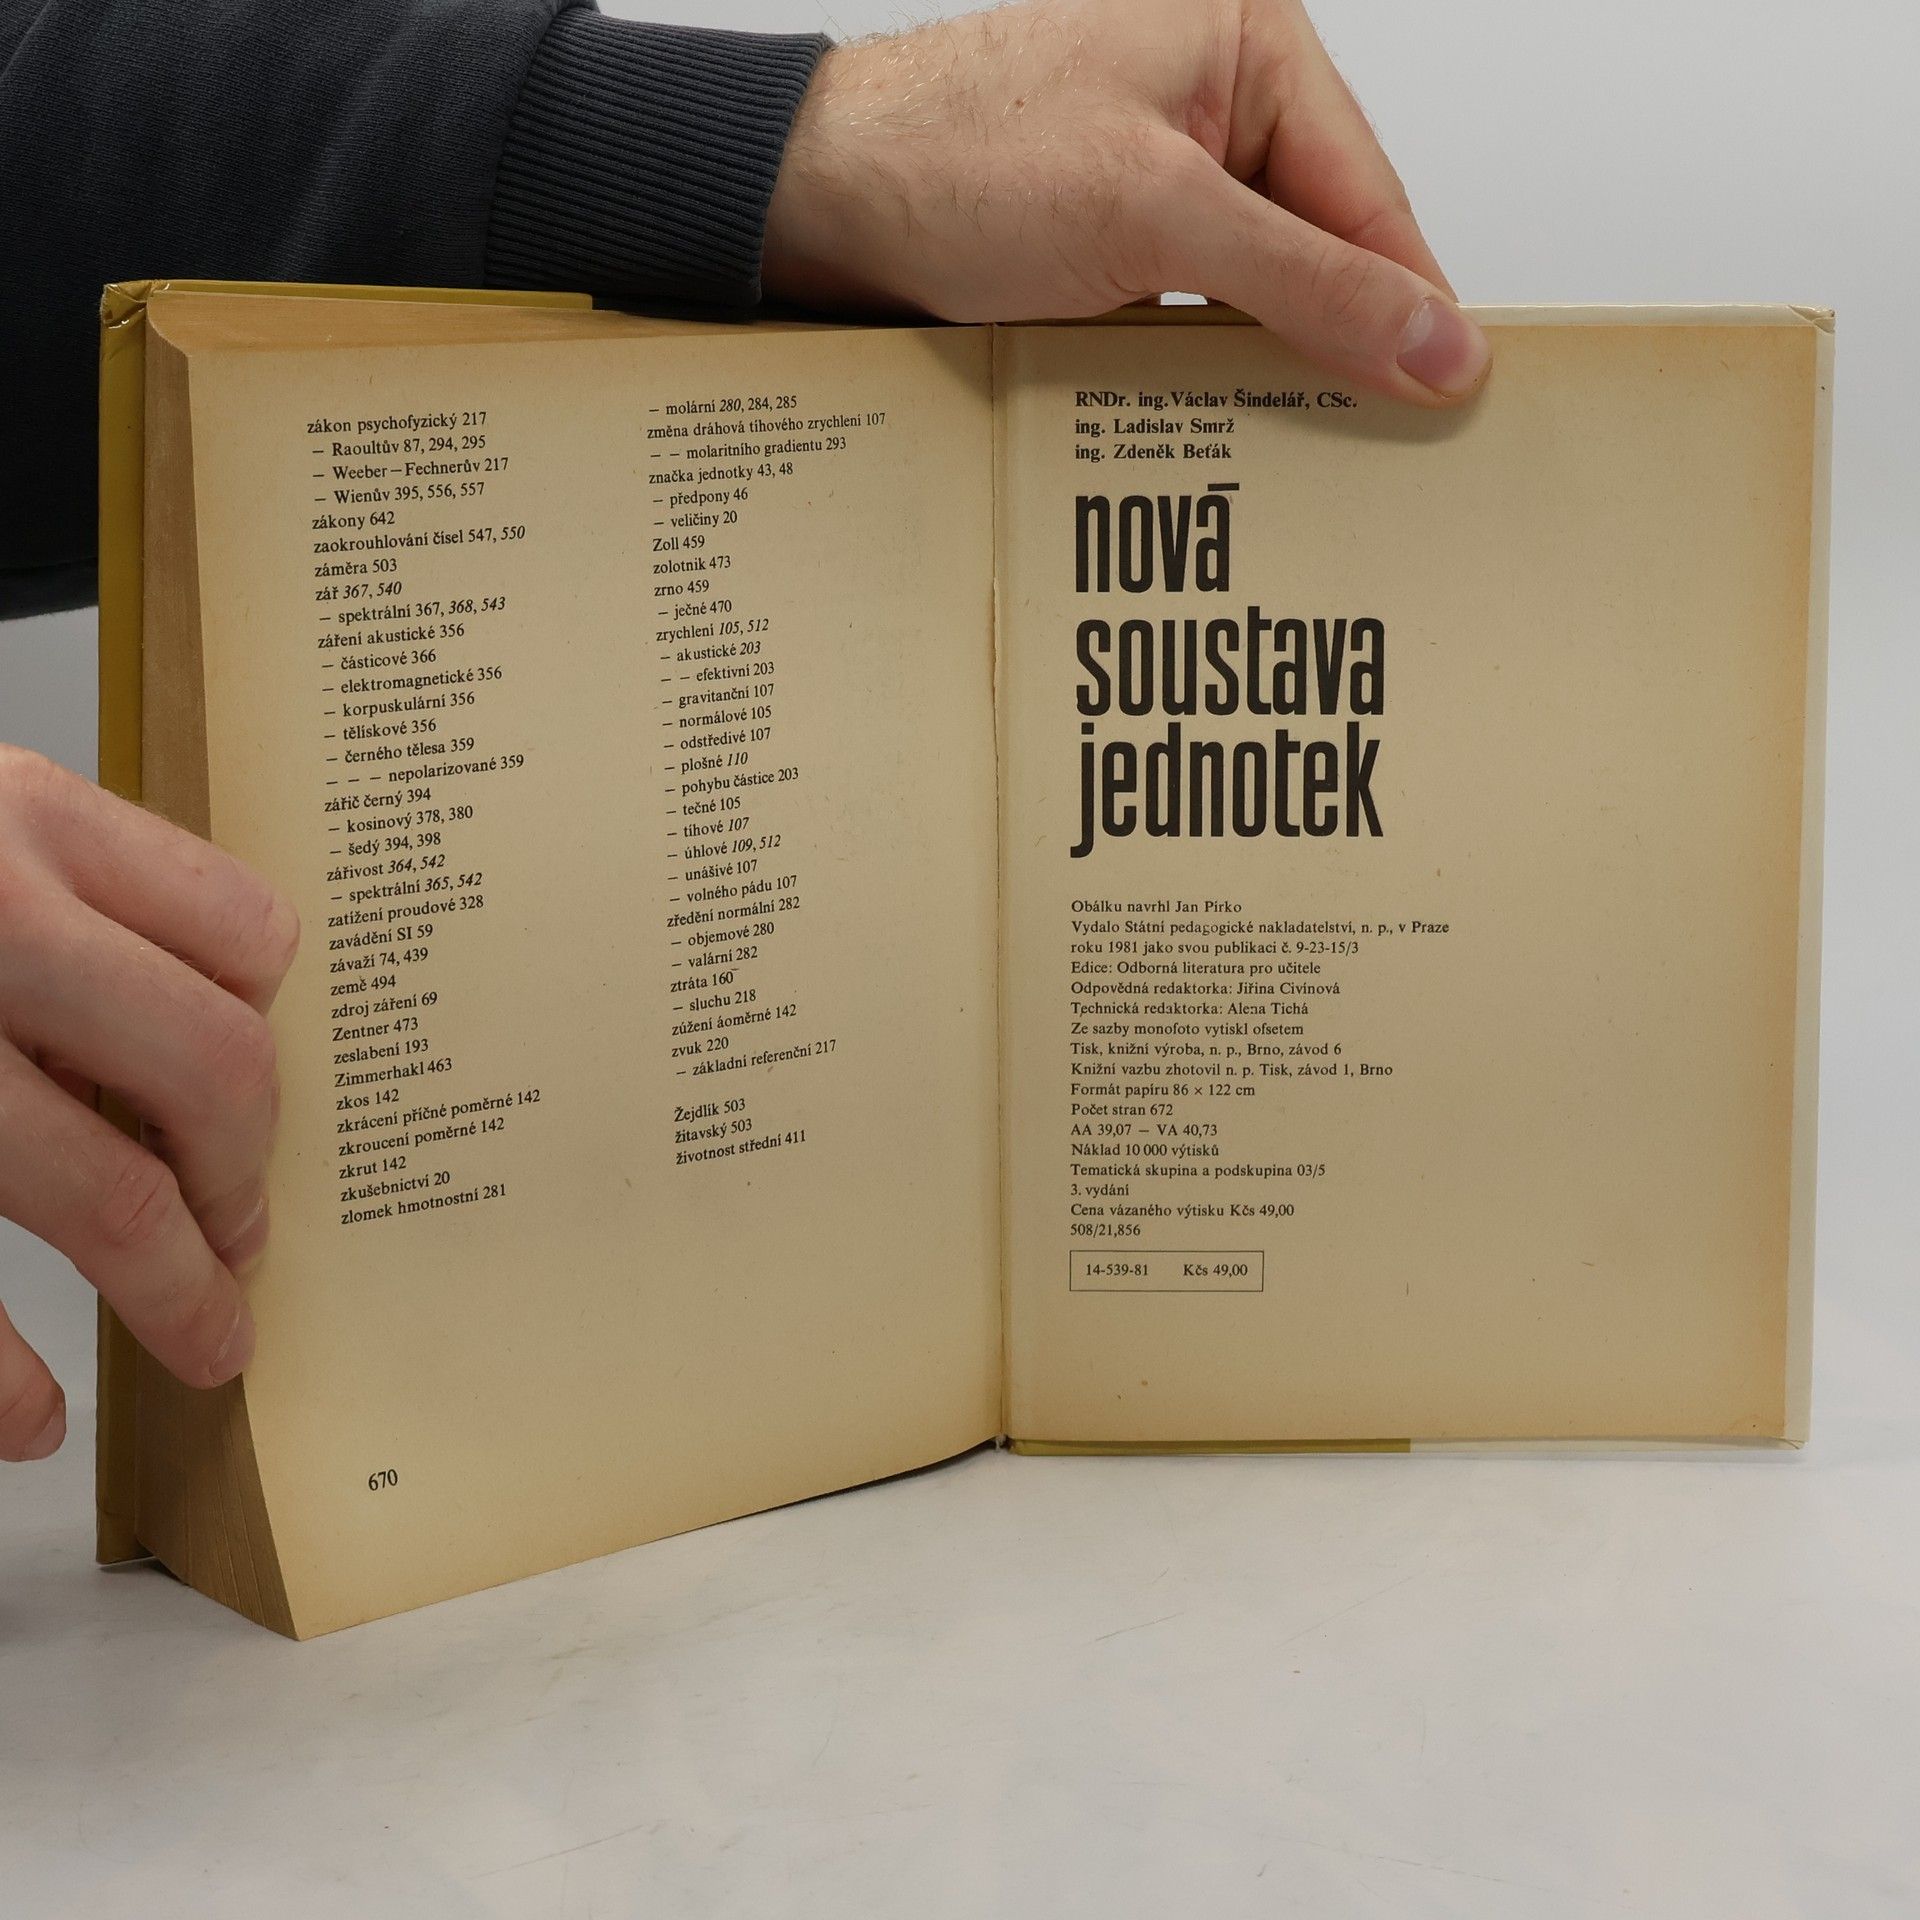 zákon psychofyzický 217
— Raoultův 87, 294, 295
— Weeber—Fechnerův 217
— Wienův 395, 556, 557
zákony 642
zaokrouhlování čísel 547, 550
záměra 503
zář 367, 540
— spektrální 367, 368, 543
záření akustické 356
— částicové 366
— elektromagnetické 356
— korpuskulární 356
— tělískové 356
— černého tělesa 359
— — — nepolarizované 359
zářič černý 394
— kosinový 378, 380
— šedý 394, 398
zářivost 364, 542
— spektrální 365, 542
zatížení proudové 328
zavádění SI 59
závaží 74, 439
země 494
zdroj záření 69
Zentner 473
zeslabení 193
Zimmerhakl 463
zkos 142
zkrácení příčné poměrné 142
zkroucení poměrné 142
zkrut 142
zkušebnictví 20
zlomek hmotnostní 281
— molární 280, 284, 285
změna dráhová tíhového zrychlení 107
— — molaritního gradientu 293
značka jednotky 43, 48
— předpony 46
— veličiny 20
Zoll 459
zolotnik 473
zrno 459
— ječné 470
zrychlení 105, 512
— akustické 203
— — efektivní 203
— gravitanční 107
— normálové 105
— odstředivé 107
— plošné 110
— pohybu částice 203
— tečné 105
— tíhové 107
— úhlové 109, 512
— unášivé 107
— volného pádu 107
zředění normální 282
— objemové 280
— valární 282
ztráta 160
— sluchu 218
zúžení áoměrné 142
zvuk 220
— základní referenční 217
Žejdlík 503
žitavský 503
životnost střední 411
670
RNDr. ing. Václav Šindelář, CSc.
ing. Ladislav Smrž
ing. Zdeněk Beťák
nová
soustava
jednotek
Obálku navrhl Jan Pírko
Vydalo Státní pedagogické nakladatelství, n. p., v Praze
roku 1981 jako svou publikaci č. 9-23-15/3
Edice: Odborná literatura pro učitele
Odpovědná redaktorka: Jiřina Civínová
Technická redaktorka: Alena Tichá
Ze sazby monofoto vytiskl ofsetem
Tisk, knižní výroba, n. p., Brno, závod 6
Knižní vazbu zhotovil n. p. Tisk, závod 1, Brno
Formát papíru 86 × 122 cm
Počet stran 672
AA 39,07 — VA 40,73
Náklad 10 000 výtisků
Tematická skupina a podskupina 03/5
3. vydání
Cena vázaného výtisku Kčs 49,00
508/21,856
14-539-81 Kčs 49,00